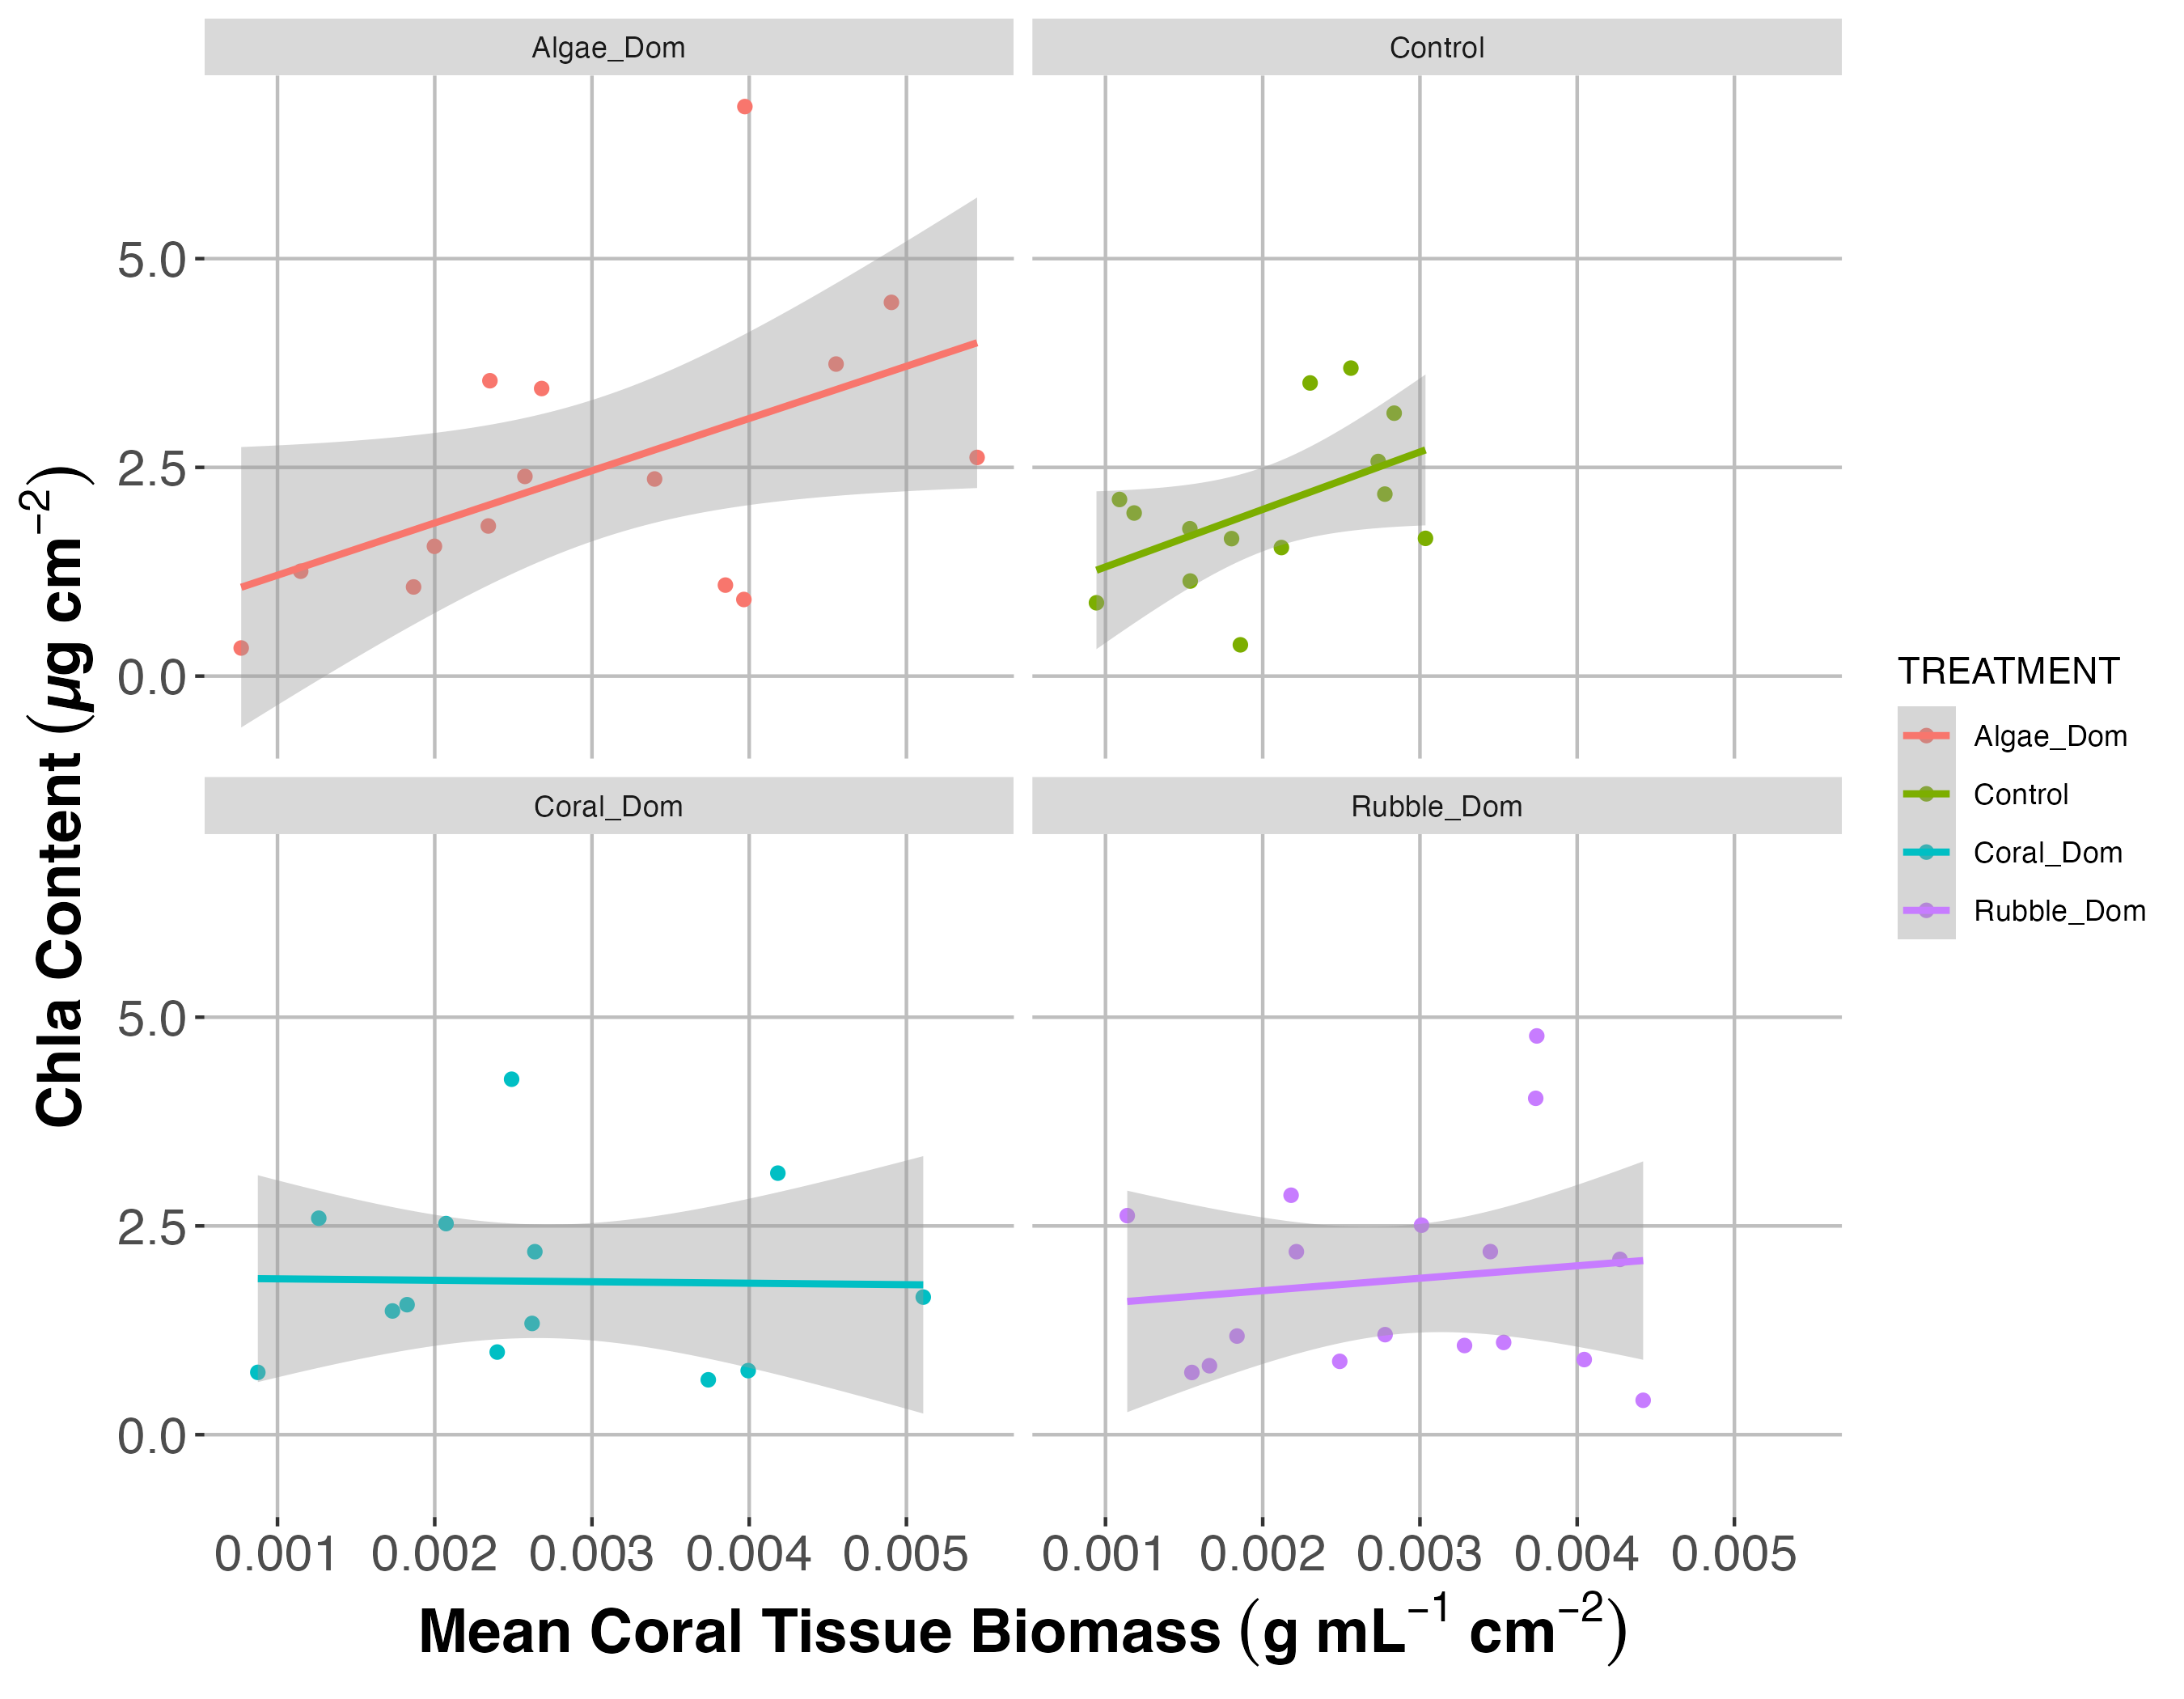 Algae_Dom
Control
5.0
2.5
0.0
Coral_Dom
Rubble_Dom
5.0
2.5
0.0
0.001 0.002 0.003 0.004 0.005
0.001 0.002 0.003 0.004 0.005
Mean Coral Tissue Biomass (g mL⁻¹ cm⁻²)
Chla Content (µg cm⁻²)
TREATMENT
Algae_Dom
Control
Coral_Dom
Rubble_Dom